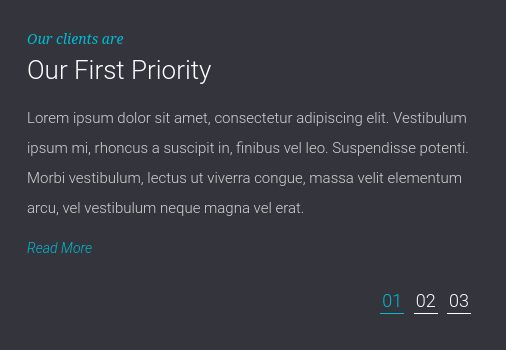 Our clients are
Our First Priority
Lorem ipsum dolor sit amet, consectetur adipiscing elit. Vestibulum
ipsum mi, rhoncus a suscipit in, finibus vel leo. Suspendisse potenti.
Morbi vestibulum, lectus ut viverra congue, massa velit elementum
arcu, vel vestibulum neque magna vel erat.
Read More
01 02 03